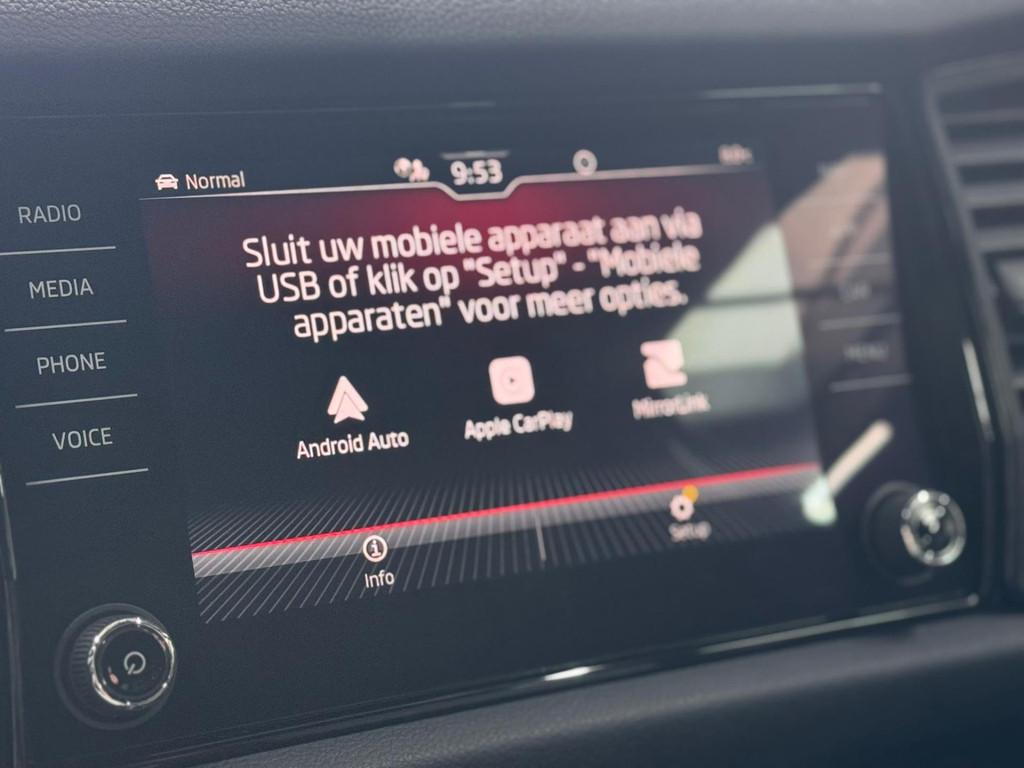 Normal
9:53
RADIO
MEDIA
PHONE
VOICE
Sluit uw mobiele apparaat aan via
USB of klik op "Setup" - "Mobiele
apparaten" voor meer opties.
Android Auto
Apple CarPlay
MirrorLink
Info
Setup
MENU